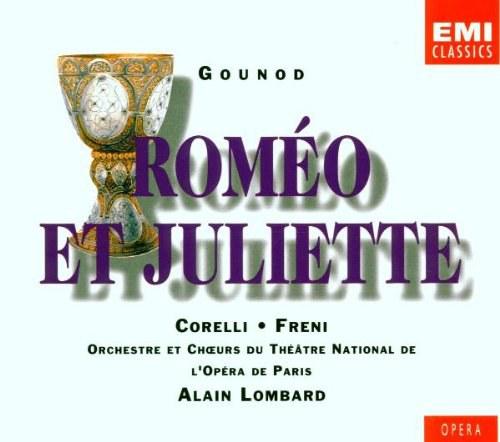 EMI
CLASSICS
GOUNOD
ROMÉO
ET JULIETTE
CORELLI • FRENI
ORCHESTRE ET CHŒURS DU THÉÂTRE NATIONAL DE
L'OPÉRA DE PARIS
ALAIN LOMBARD
OPERA